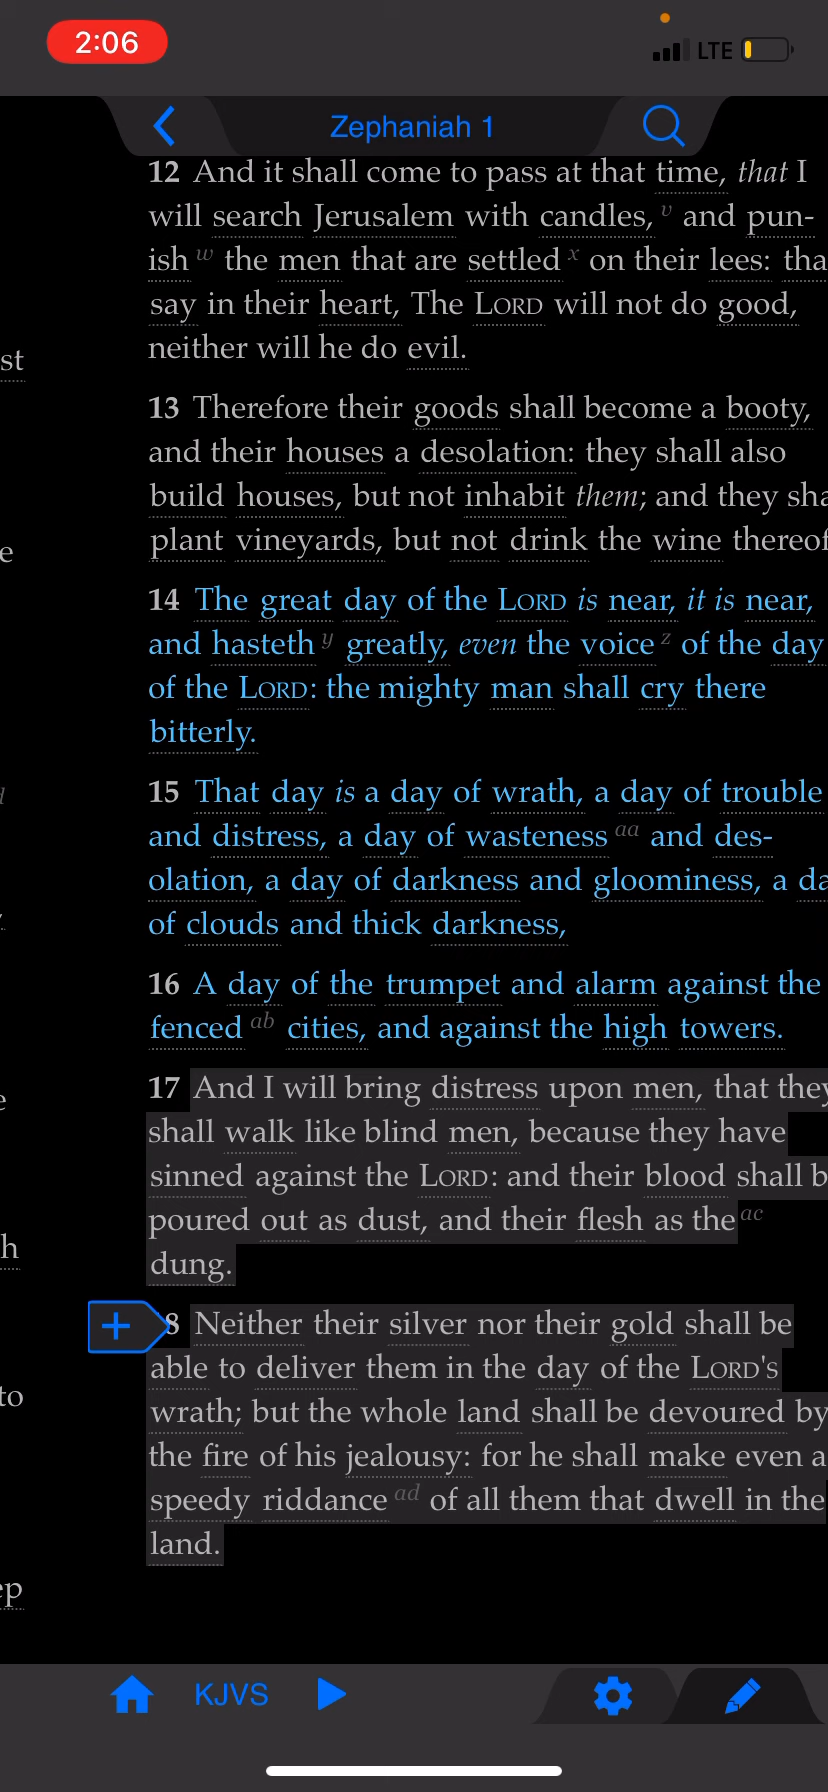 2:06
LTE
Zephaniah 1
12 And it shall come to pass at that time, that I
will search Jerusalem with candles, v and pun-
ish w the men that are settled x on their lees: tha
say in their heart, The LORD will not do good,
neither will he do evil.
13 Therefore their goods shall become a booty,
and their houses a desolation: they shall also
build houses, but not inhabit them; and they sha
plant vineyards, but not drink the wine thereof
14 The great day of the LORD is near, it is near,
and hasteth y greatly, even the voice z of the day
of the LORD: the mighty man shall cry there
bitterly.
15 That day is a day of wrath, a day of trouble
and distress, a day of wasteness aa and des-
olation, a day of darkness and gloominess, a da
of clouds and thick darkness,
16 A day of the trumpet and alarm against the
fenced ab cities, and against the high towers.
17 And I will bring distress upon men, that they
shall walk like blind men, because they have
sinned against the LORD: and their blood shall b
poured out as dust, and their flesh as the ac
dung.
8 Neither their silver nor their gold shall be
able to deliver them in the day of the LORD's
wrath; but the whole land shall be devoured by
the fire of his jealousy: for he shall make even a
speedy riddance ad of all them that dwell in the
land.
st
e
h
to
ep
KJVS